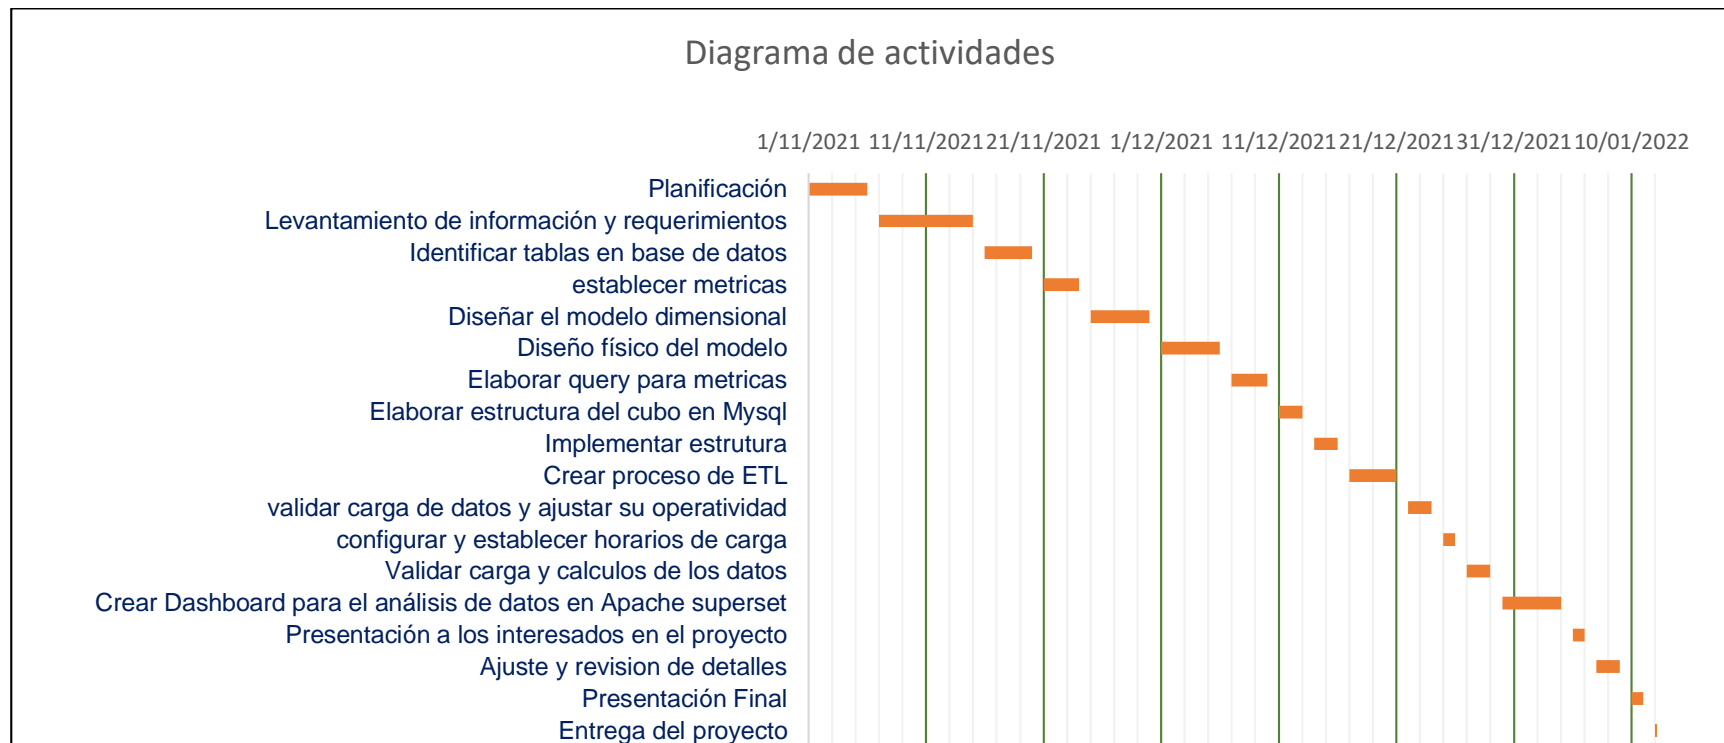 Diagrama de actividades
1/11/2021 11/11/2021 21/11/2021 1/12/2021 11/12/2021 21/12/2021 31/12/2021 10/01/2022
Planificación
Levantamiento de información y requerimientos
Identificar tablas en base de datos
establecer metricas
Diseñar el modelo dimensional
Diseño físico del modelo
Elaborar query para metricas
Elaborar estructura del cubo en Mysql
Implementar estrutura
Crear proceso de ETL
validar carga de datos y ajustar su operatividad
configurar y establecer horarios de carga
Validar carga y calculos de los datos
Crear Dashboard para el análisis de datos en Apache superset
Presentación a los interesados en el proyecto
Ajuste y revision de detalles
Presentación Final
Entrega del proyecto